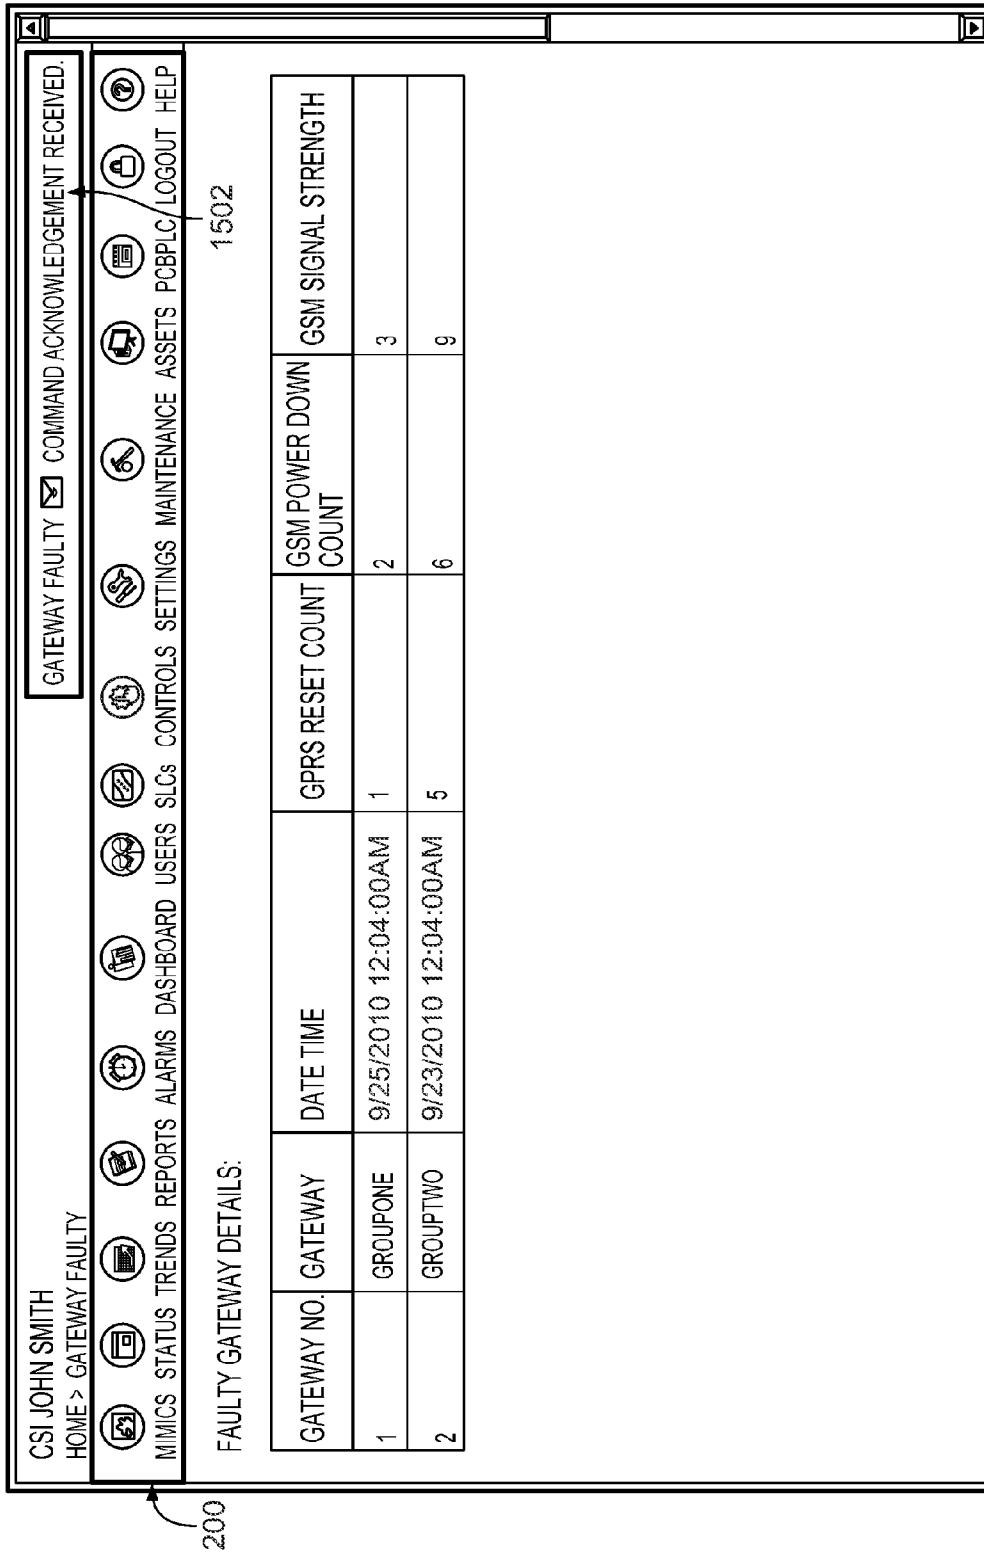 CSI JOHN SMITH
HOME > GATEWAY FAULTY
GATEWAY FAULTY COMMAND ACKNOWLEDGEMENT RECEIVED.
MIMICS STATUS TRENDS REPORTS ALARMS DASHBOARD USERS SLCs CONTROLS SETTINGS MAINTENANCE ASSETS PCBPLC LOGOUT HELP
200
1502
FAULTY GATEWAY DETAILS:
GATEWAY NO. GATEWAY DATE TIME GPRS RESET COUNT GSM POWER DOWN COUNT GSM SIGNAL STRENGTH
1 GROUPONE 9/25/2010 12:04:00AM 1 2 3
2 GROUPTWO 9/23/2010 12:04:00AM 5 6 9